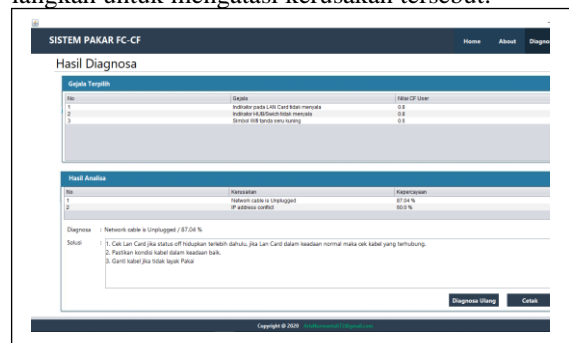 langkan untuk mengatasi kerusakan tersebut.
SISTEM PAKAR FC-CF
Home About Diagno
Hasil Diagnosa
Gejala Terpilih
No Gejala Nilai CF User
1 Indikator pada LAN Card tidak menyala 0.8
2 Indikator HUB/Switch tidak menyala 0.8
3 Simbol Wifi tanda seru kuning
Hasil Analisa
No Kerusakan Kepercayaan
1 Network cable is Unplugged 87.04 %
2 IP address conflict 60.0 %
Diagnosa : Network cable is Unplugged / 87.04 %
Solusi : 1. Cek Lan Card jika status off hidupkan terlebih dahulu, jika Lan Card dalam keadaan normal maka cek kabel yang terhubung.
2. Pastikan kondisi kabel dalam keadaan baik.
3. Ganti kabel jika tidak layak Pakai
Diagnosa Ulang Cetak
Copyright @ 2020